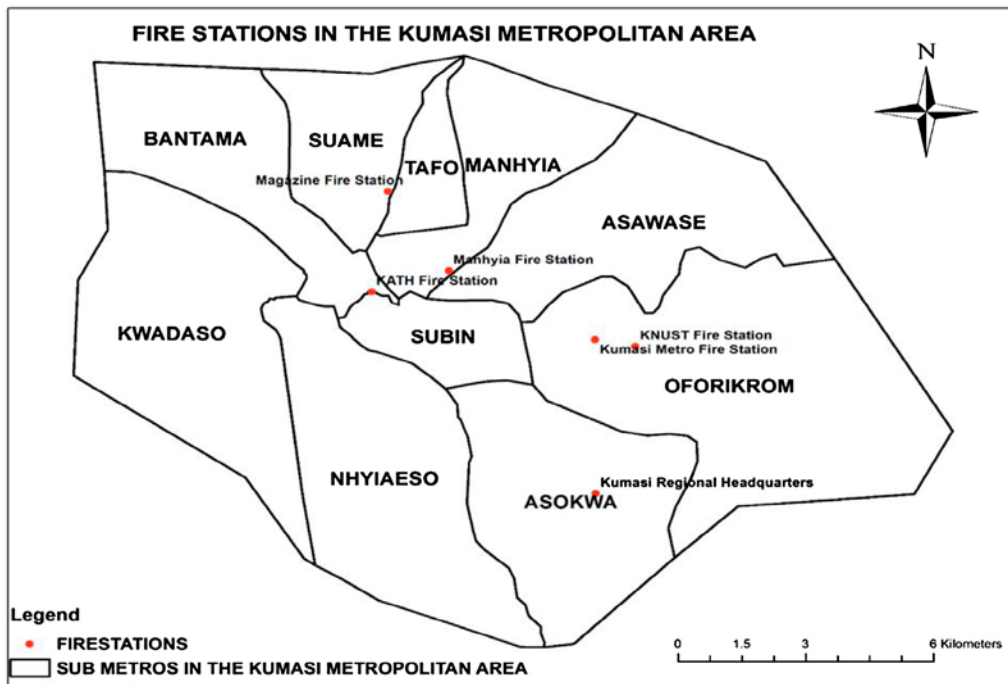 FIRE STATIONS IN THE KUMASI METROPOLITAN AREA
N
BANTAMA
SUAME
TAFO
MANHYIA
Magazine Fire Station
ASAWASE
Manhyia Fire Station
KATH Fire Station
KWADASO
SUBIN
KNUST Fire Station
Kumasi Metro Fire Station
OFORIKROM
NHYIAESO
Kumasi Regional Headquarters
ASOKWA
Legend
FIRESTATIONS
SUB METROS IN THE KUMASI METROPOLITAN AREA
0 1.5 3 6 Kilometers